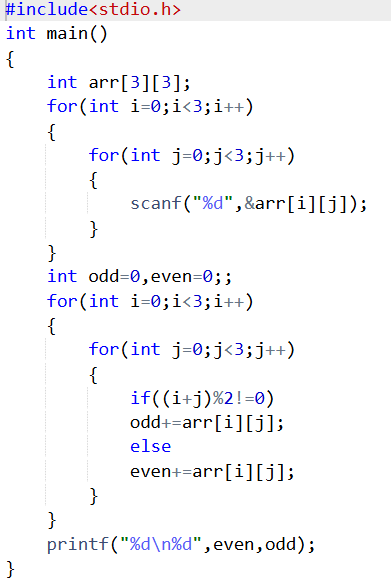 #include<stdio.h>
int main()
{
    int arr[3][3];
    for(int i=0;i<3;i++)
    {
        for(int j=0;j<3;j++)
        {
            scanf("%d",&arr[i][j]);
        }
    }
    int odd=0,even=0;;
    for(int i=0;i<3;i++)
    {
        for(int j=0;j<3;j++)
        {
            if((i+j)%2!=0)
            odd+=arr[i][j];
            else
            even+=arr[i][j];
        }
    }
    printf("%d\n%d",even,odd);
}